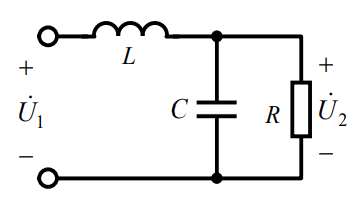 L
+ +
U̇₁ C R U̇₂
− −